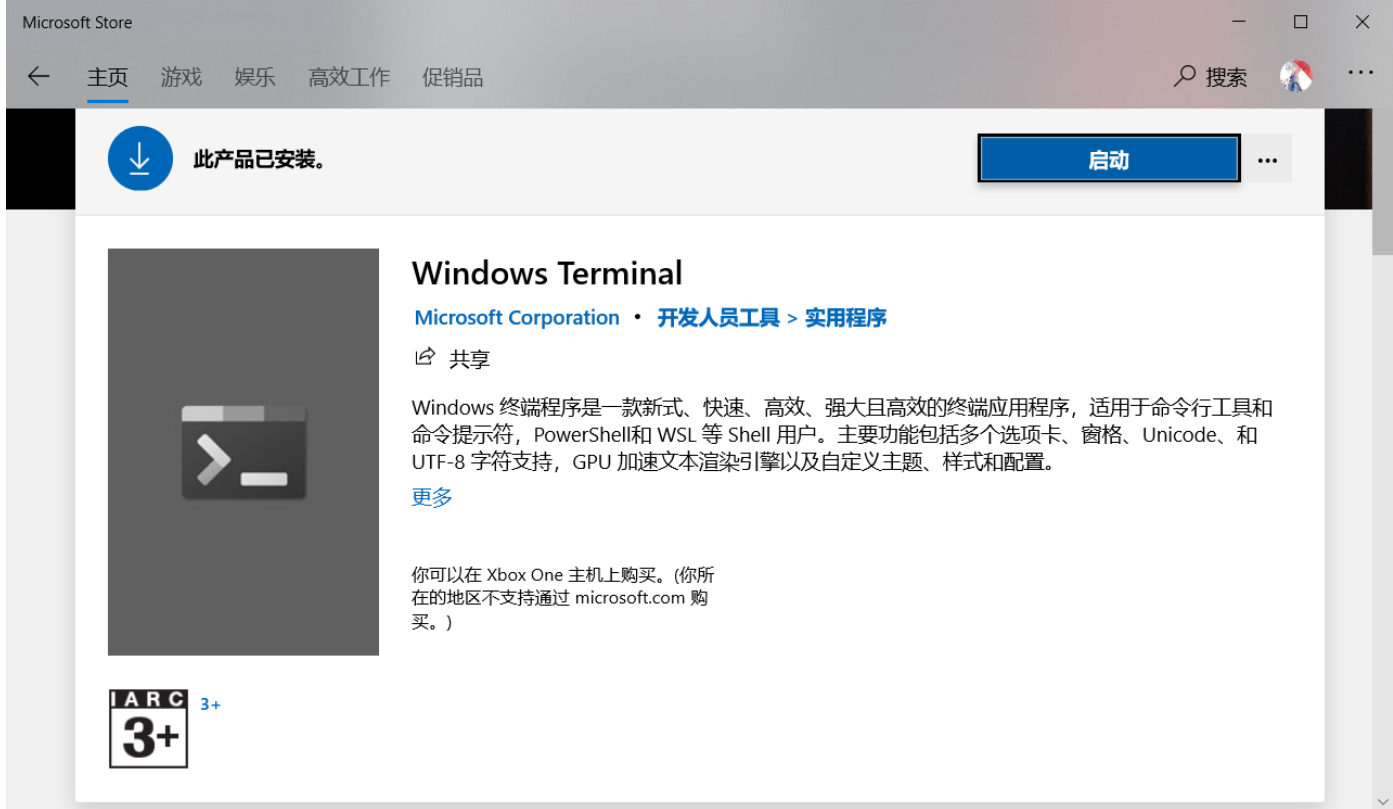 Microsoft Store
主页 游戏 娱乐 高效工作 促销品 搜索
此产品已安装。 启动
Windows Terminal
Microsoft Corporation • 开发人员工具 > 实用程序
共享
Windows 终端程序是一款新式、快速、高效、强大且高效的终端应用程序，适用于命令行工具和
命令提示符，PowerShell和 WSL 等 Shell 用户。主要功能包括多个选项卡、窗格、Unicode、和
UTF-8 字符支持，GPU 加速文本渲染引擎以及自定义主题、样式和配置。
更多
你可以在 Xbox One 主机上购买。(你所
在的地区不支持通过 microsoft.com 购
买。)
IARC
3+
3+